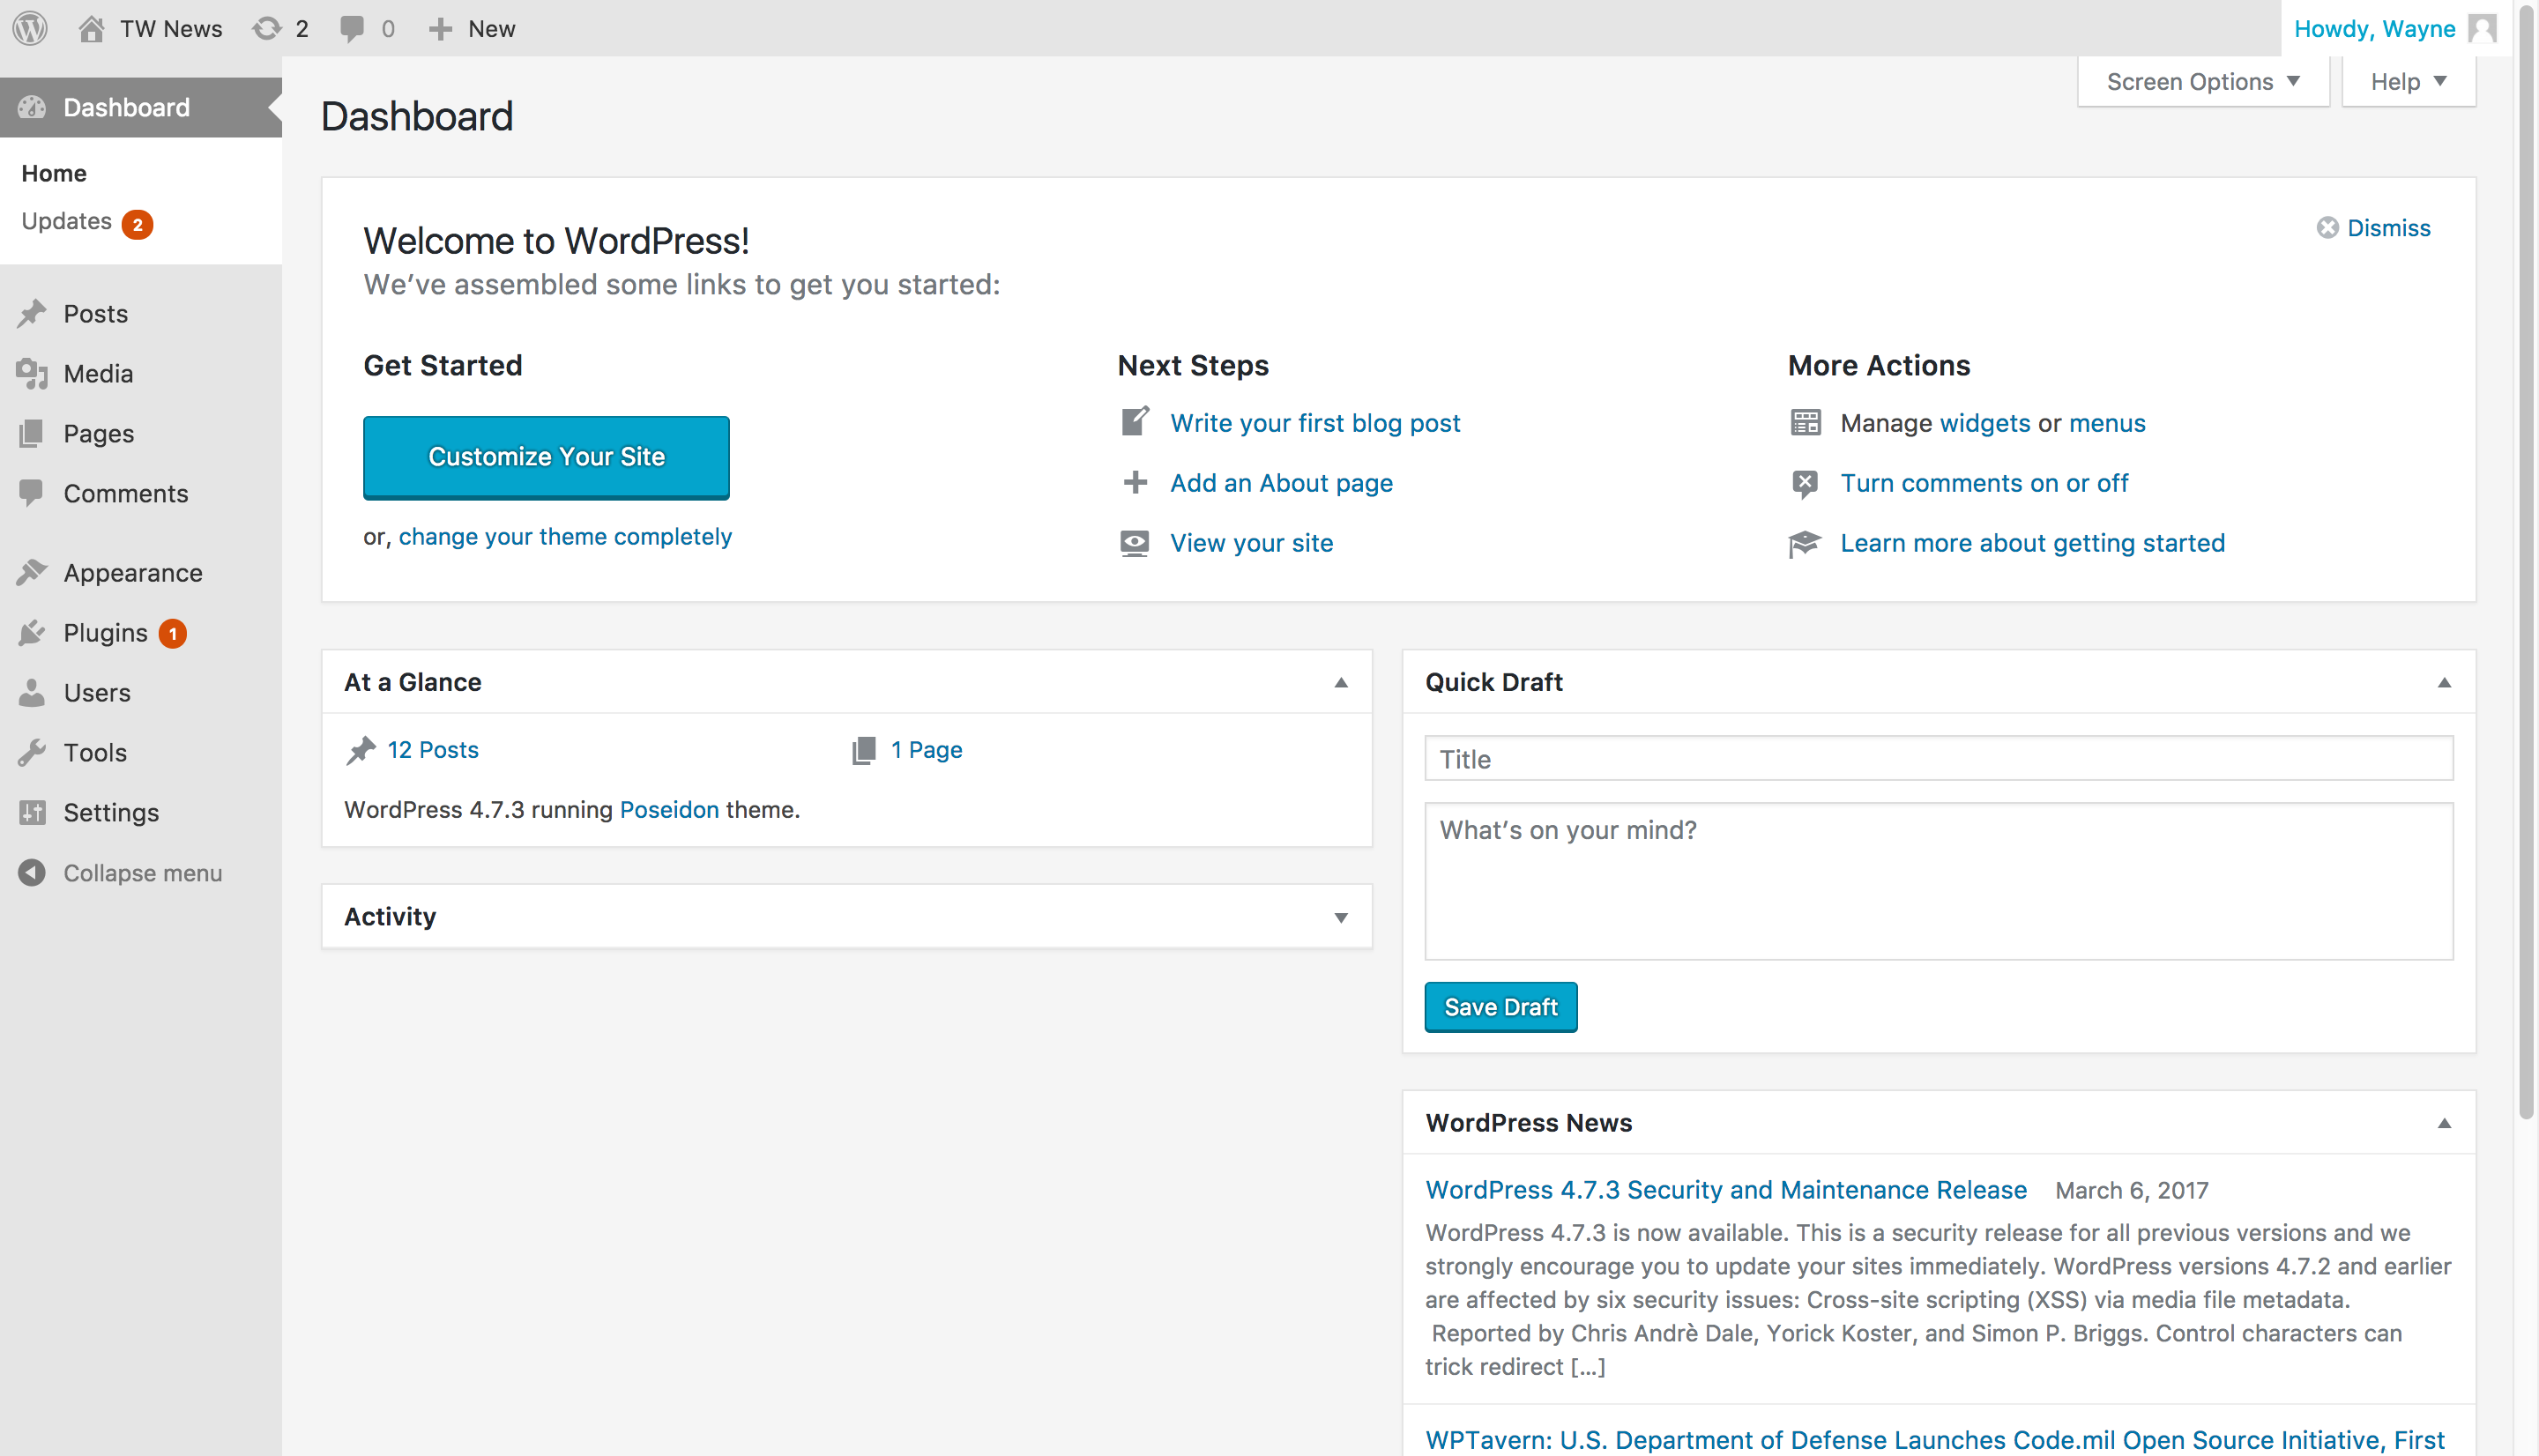 TW News 2 0 New Howdy, Wayne
Dashboard
Home
Updates 2
Posts
Media
Pages
Comments
Appearance
Plugins 1
Users
Tools
Settings
Collapse menu
Screen Options Help
Dashboard
Welcome to WordPress!
Dismiss
We’ve assembled some links to get you started:
Get Started
Customize Your Site
or, change your theme completely
Next Steps
Write your first blog post
Add an About page
View your site
More Actions
Manage widgets or menus
Turn comments on or off
Learn more about getting started
At a Glance
12 Posts 1 Page
WordPress 4.7.3 running Poseidon theme.
Activity
Quick Draft
Title
What’s on your mind?
Save Draft
WordPress News
WordPress 4.7.3 Security and Maintenance Release March 6, 2017
WordPress 4.7.3 is now available. This is a security release for all previous versions and we
strongly encourage you to update your sites immediately. WordPress versions 4.7.2 and earlier
are affected by six security issues: Cross-site scripting (XSS) via media file metadata.
Reported by Chris Andrè Dale, Yorick Koster, and Simon P. Briggs. Control characters can
trick redirect […]
WPTavern: U.S. Department of Defense Launches Code.mil Open Source Initiative, First